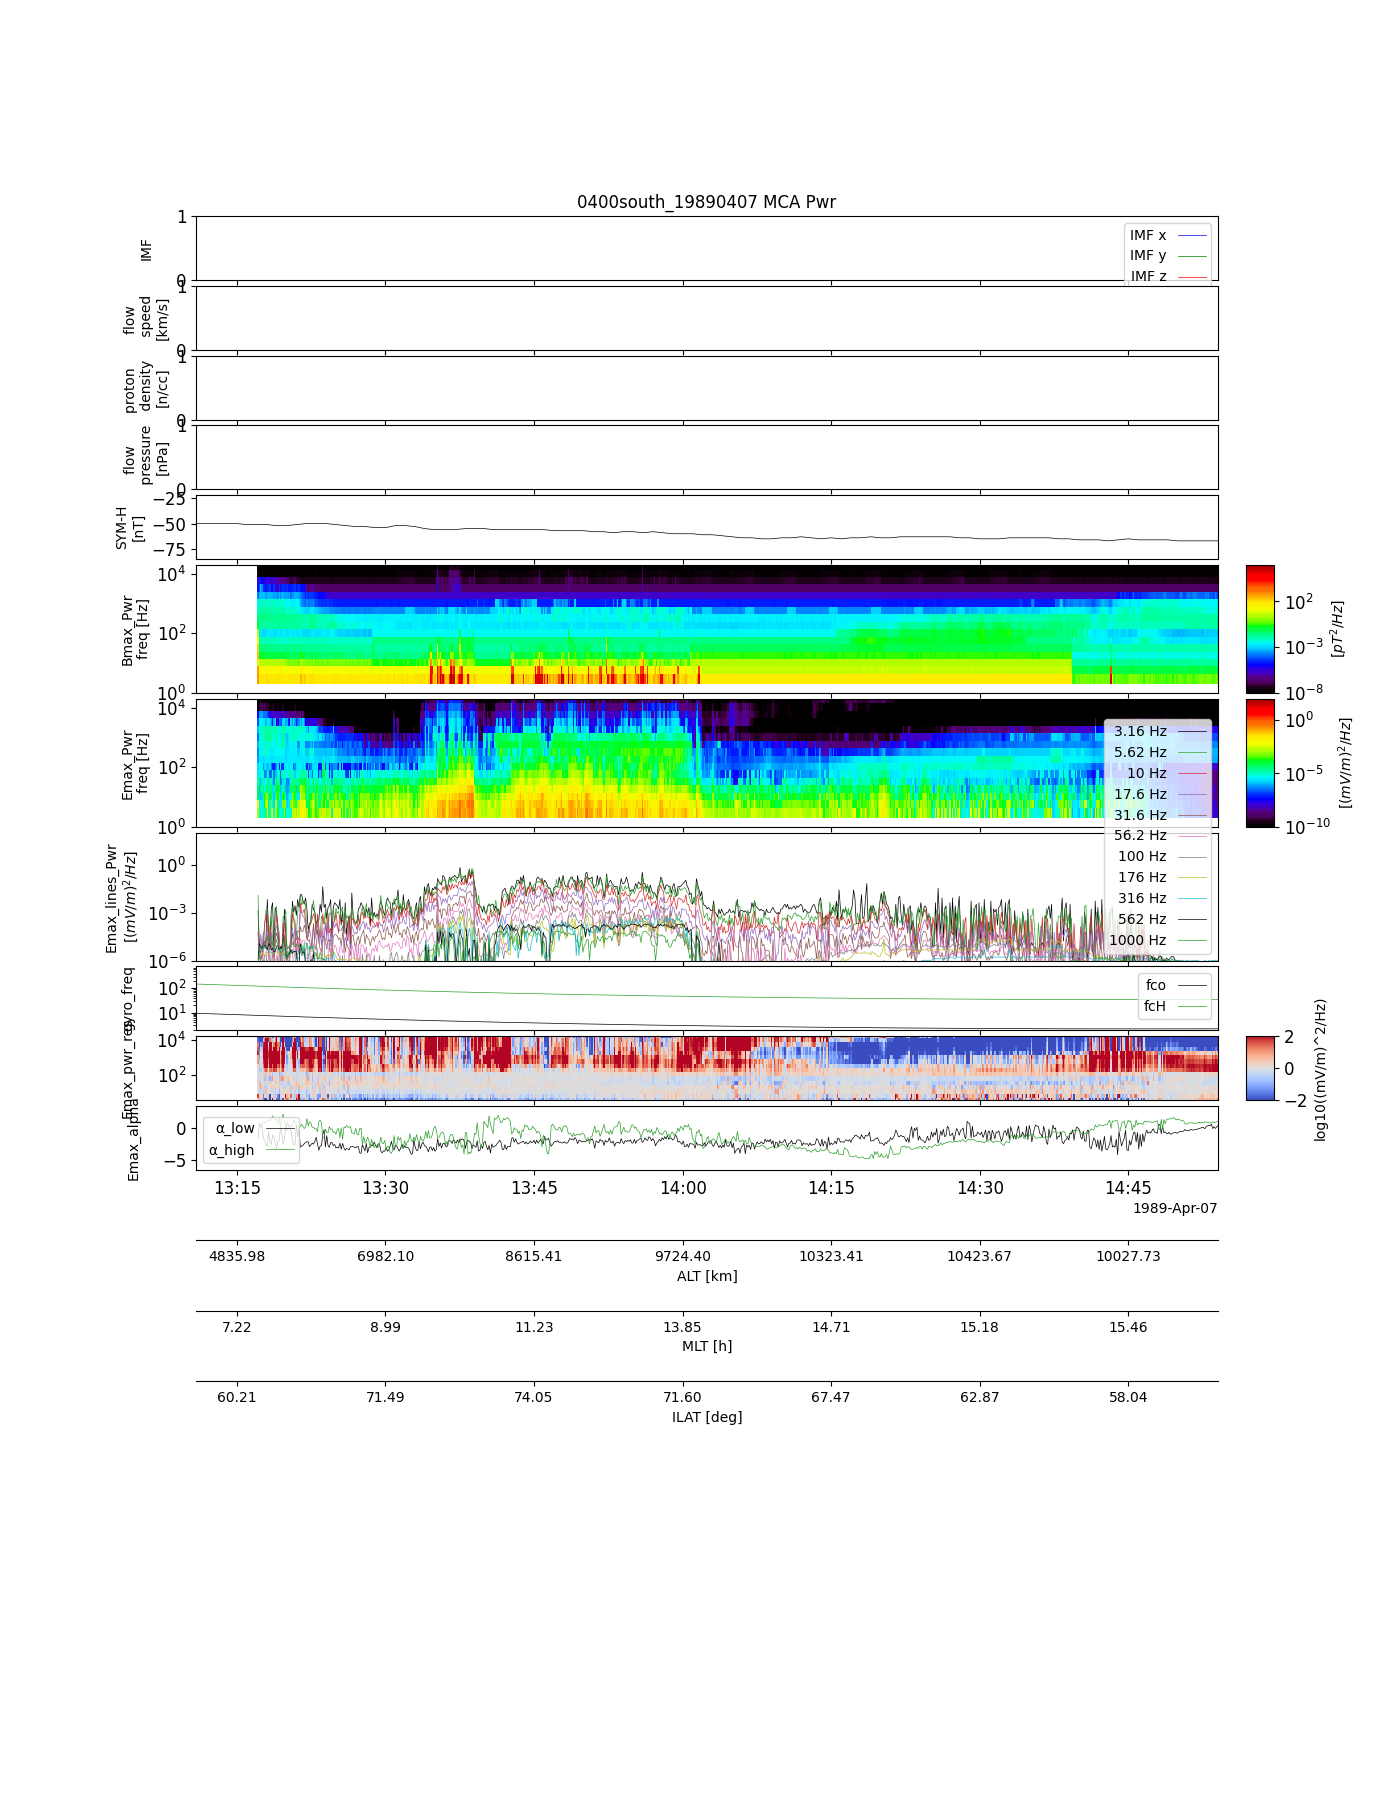 0400south_19890407 MCA Pwr
IMF
1
0
IMF x
IMF y
IMF z
flow
speed
[km/s]
1
0
proton
density
[n/cc]
1
0
flow
pressure
[nPa]
1
0
SYM-H
[nT]
−25
−50
−75
Bmax_Pwr
freq [Hz]
10^4
10^2
10^0
10^2
10^−3
10^−8
[pT^2/Hz]
Emax_Pwr
freq [Hz]
10^4
10^2
10^0
10^0
10^−5
10^−10
[(mV/m)^2/Hz]
3.16 Hz
5.62 Hz
10 Hz
17.6 Hz
31.6 Hz
56.2 Hz
100 Hz
176 Hz
316 Hz
562 Hz
1000 Hz
Emax_lines_Pwr
[(mV/m)^2/Hz]
10^0
10^−3
10^−6
gyro_freq
10^2
10^1
fco
fcH
10^4
10^2
2
0
−2
log10((mV/m)^2/Hz)
Emax_alpha
0
−5
α_low
α_high
13:15 13:30 13:45 14:00 14:15 14:30 14:45
1989-Apr-07
4835.98 6982.10 8615.41 9724.40 10323.41 10423.67 10027.73
ALT [km]
7.22 8.99 11.23 13.85 14.71 15.18 15.46
MLT [h]
60.21 71.49 74.05 71.60 67.47 62.87 58.04
ILAT [deg]